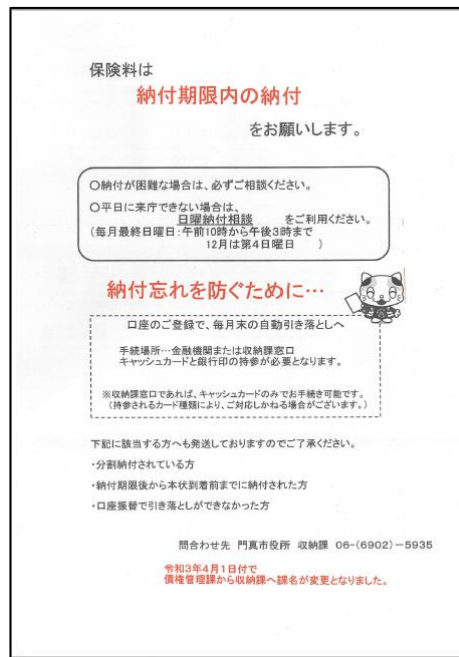 保険料は
納付期限内の納付
をお願いします。
○納付が困難な場合は、必ずご相談ください。
○平日に来庁できない場合は、
日曜納付相談 をご利用ください。
(毎月最終日曜日:午前10時から午後3時まで
12月は第4日曜日 )
納付忘れを防ぐために…
口座のご登録で、毎月末の自動引き落としへ
手続場所…金融機関または収納課窓口
キャッシュカードと銀行印の持参が必要となります。
※収納課窓口であれば、キャッシュカードのみでお手続き可能です。
(持参されるカード種類により、ご対応しかねる場合がございます。)
下記に該当する方へも発送しておりますのでご了承ください。
・分割納付されている方
・納付期限後から本状到着前までに納付された方
・口座振替で引き落としができなかった方
問合わせ先 門真市役所 収納課 06-(6902)-5935
令和3年4月1日付で
債権管理課から収納課へ課名が変更となりました。